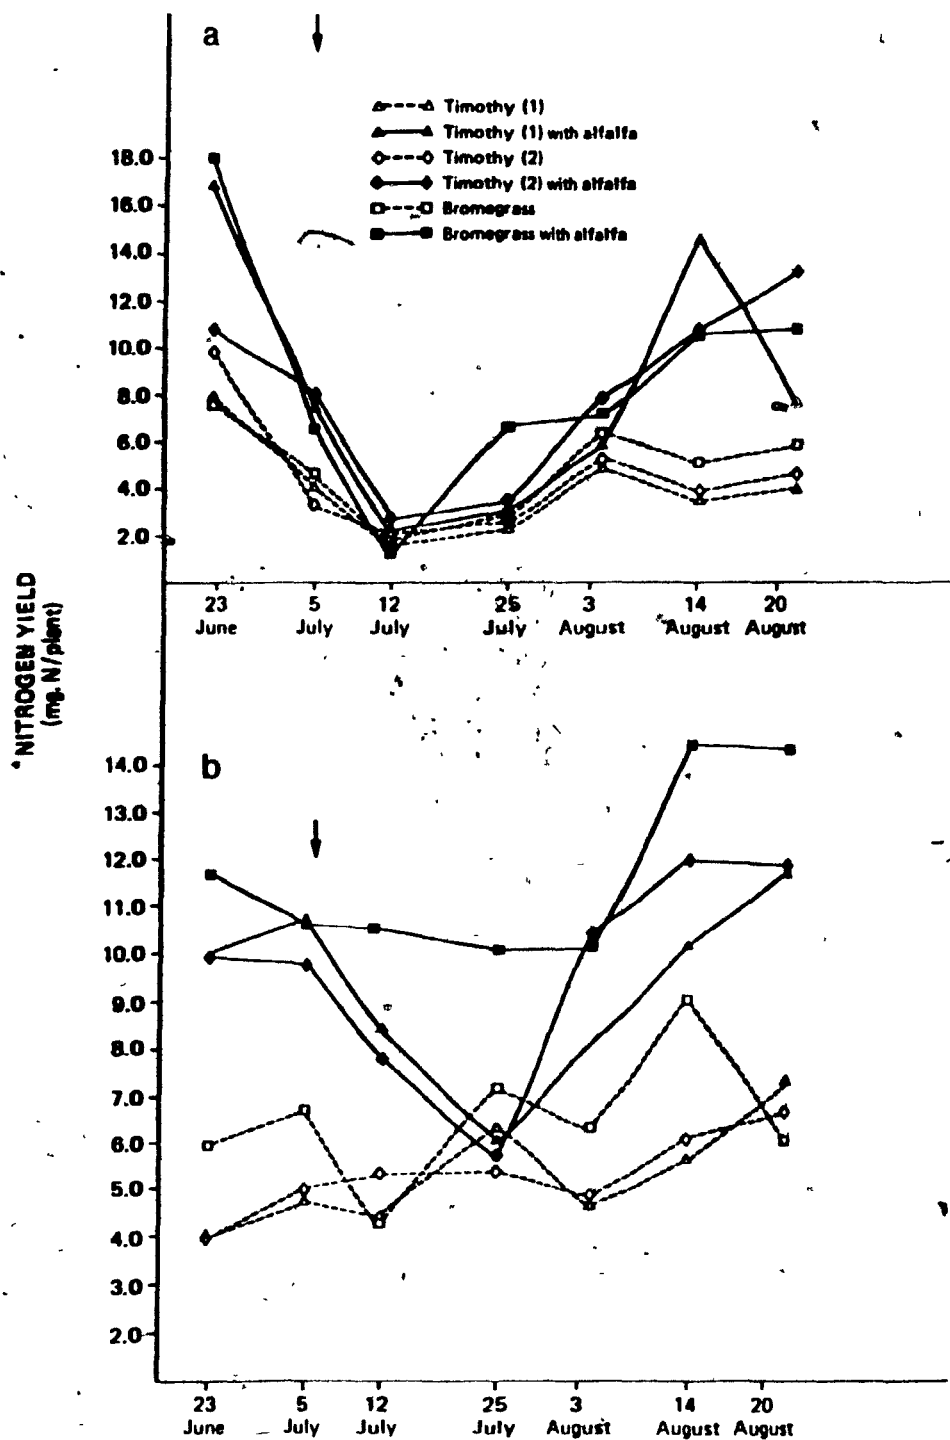 a
Timothy (1)
Timothy (1) with alfalfa
Timothy (2)
Timothy (2) with alfalfa
Bromegrass
Bromegrass with alfalfa
18.0
16.0
14.0
12.0
10.0
8.0
6.0
4.0
2.0
23 5 12 25 3 14 20
June July July July August August August
NITROGEN YIELD
(mg. N/plant)
b
14.0
13.0
12.0
11.0
10.0
9.0
8.0
7.0
6.0
5.0
4.0
3.0
2.0
23 5 12 25 3 14 20
June July July July August August August